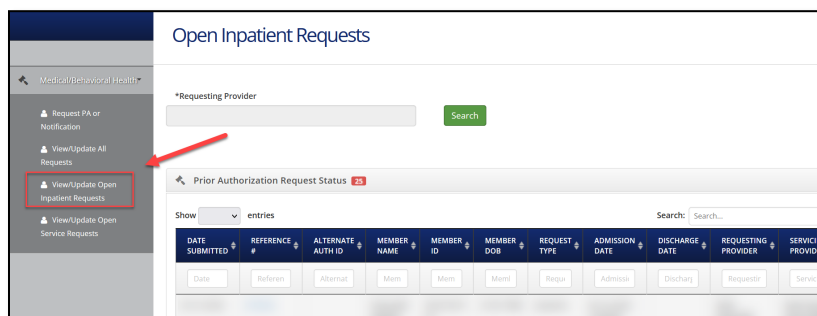 Open Inpatient Requests
Medical/Behavioral Health
*Requesting Provider
Search
Request PA or
Notification
View/Update All
Requests
View/Update Open
Inpatient Requests
View/Update Open
Service Requests
Prior Authorization Request Status 25
Show entries Search: Search...
DATE SUBMITTED REFERENCE # ALTERNATE AUTH ID MEMBER NAME MEMBER ID MEMBER DOB REQUEST TYPE ADMISSION DATE DISCHARGE DATE REQUESTING PROVIDER SERVICI PROVID
Date Referen Alternat Mem Mem Meml Requi Admissi Discharg Requestir Servic